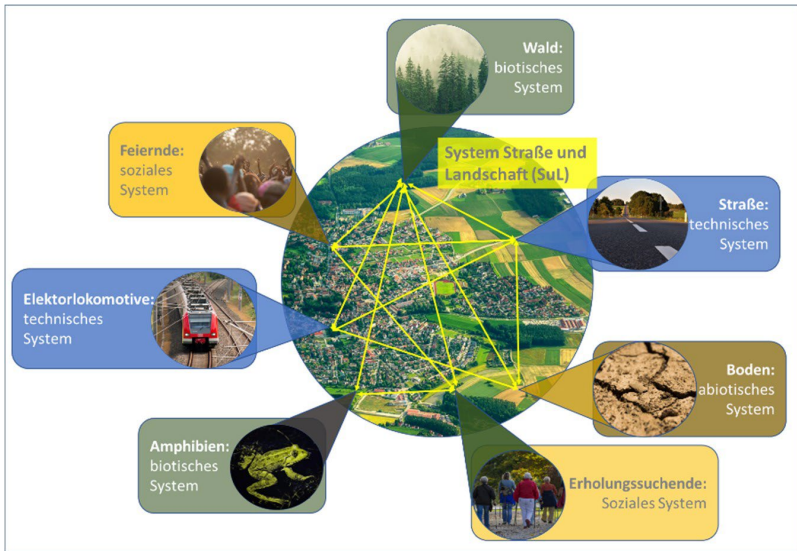 Wald:
biotisches
System
Feiernde:
soziales
System
System Straße und
Landschaft (SuL)
Straße:
technisches
System
Elektorlokomotive:
technisches
System
Boden:
abiotisches
System
Amphibien:
biotisches
System
Erholungssuchende:
Soziales System